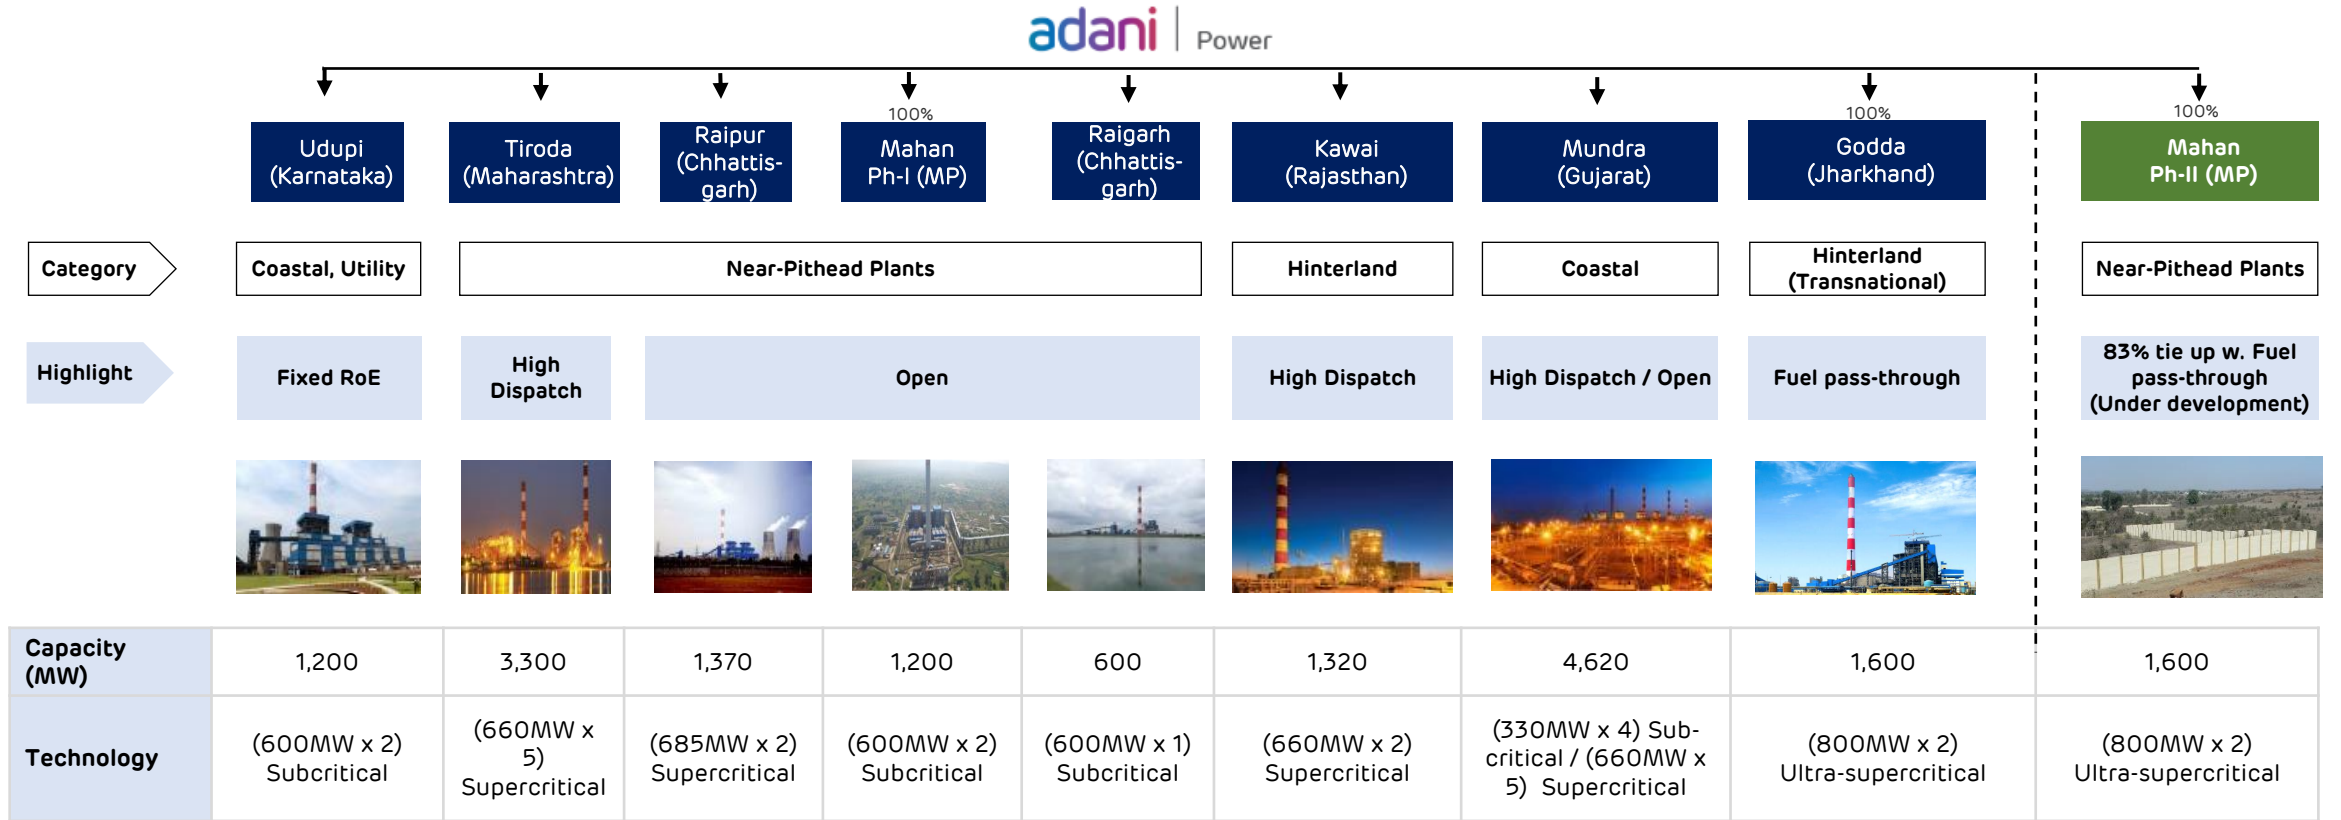 adani | Power
100%
100%
100%
Udupi
(Karnataka)
Tiroda
(Maharashtra)
Raipur
(Chhattis-
garh)
Mahan
Ph-I (MP)
Raigarh
(Chhattis-
garh)
Kawai
(Rajasthan)
Mundra
(Gujarat)
Godda
(Jharkhand)
Mahan
Ph-II (MP)
Category
Coastal, Utility
Near-Pithead Plants
Hinterland
Coastal
Hinterland
(Transnational)
Near-Pithead Plants
Highlight
Fixed RoE
High
Dispatch
Open
High Dispatch
High Dispatch / Open
Fuel pass-through
83% tie up w. Fuel
pass-through
(Under development)
Capacity
(MW)
1,200
3,300
1,370
1,200
600
1,320
4,620
1,600
1,600
Technology
(600MW x 2)
Subcritical
(660MW x
5)
Supercritical
(685MW x 2)
Supercritical
(600MW x 2)
Subcritical
(600MW x 1)
Subcritical
(660MW x 2)
Supercritical
(330MW x 4) Sub-
critical / (660MW x
5) Supercritical
(800MW x 2)
Ultra-supercritical
(800MW x 2)
Ultra-supercritical